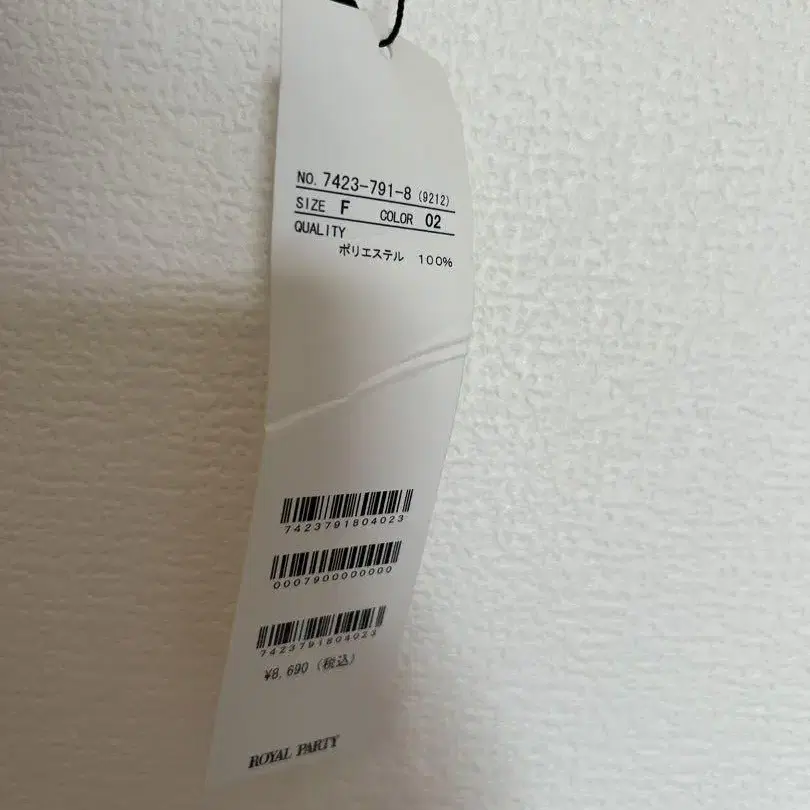 NO. 7423-791-8 (9212)
SIZE F COLOR 02
QUALITY
ポリエステル 100%
7423791804023
0007900000000
7423791804023
¥8,690 (税込)
ROYAL PARTY